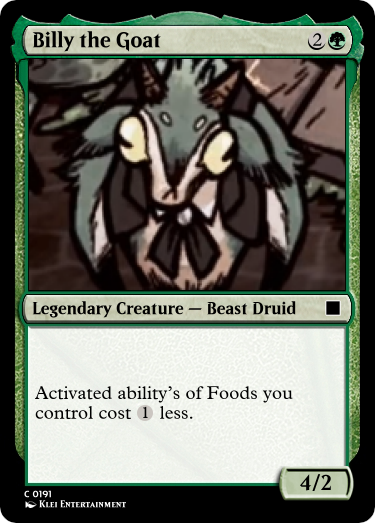 Billy the Goat 2
Legendary Creature — Beast Druid
Activated ability's of Foods you
control cost 1 less.
4/2
C 0191
Klei Entertainment